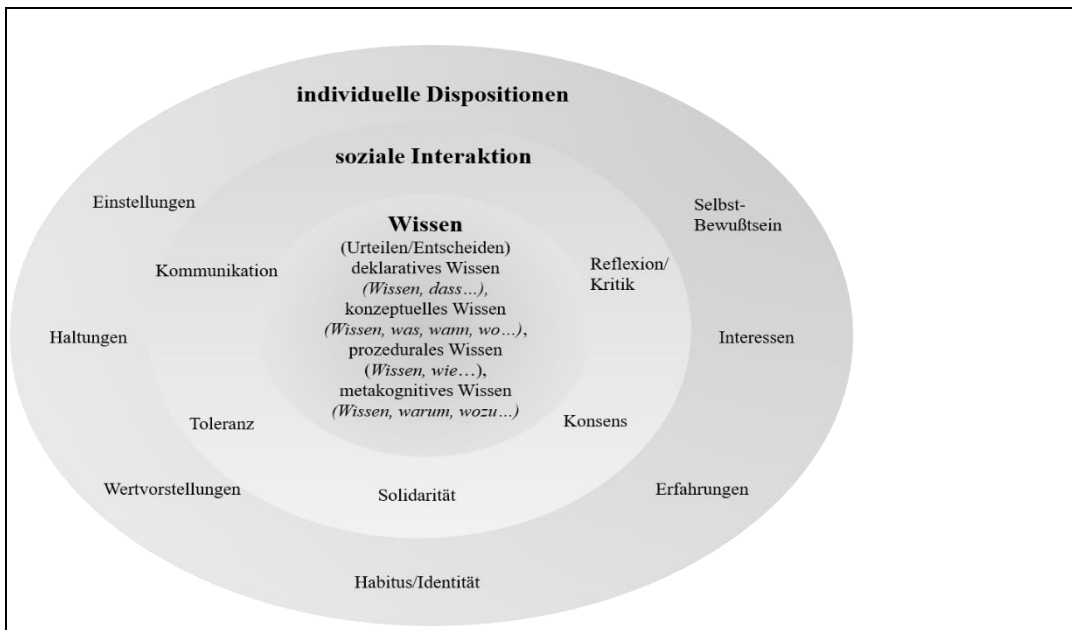 individuelle Dispositionen
soziale Interaktion
Einstellungen
Selbst-
Bewußtsein
Wissen
(Urteilen/Entscheiden)
deklaratives Wissen
(Wissen, dass…),
konzeptuelles Wissen
(Wissen, was, wann, wo…),
prozedurales Wissen
(Wissen, wie…),
metakognitives Wissen
(Wissen, warum, wozu…)
Kommunikation
Reflexion/
Kritik
Haltungen
Interessen
Toleranz
Konsens
Wertvorstellungen
Solidarität
Erfahrungen
Habitus/Identität